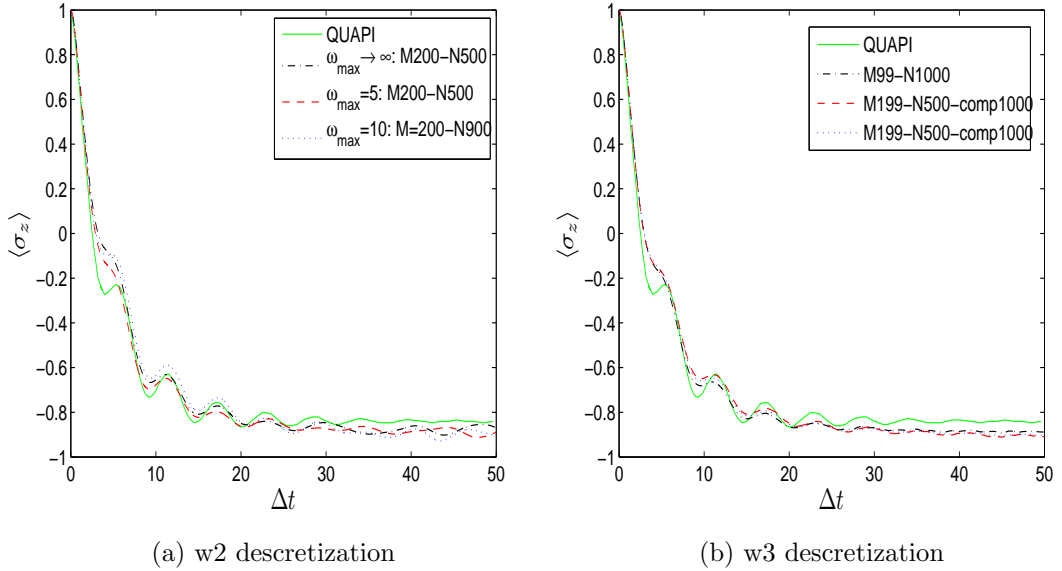 1
0.8
0.6
0.4
0.2
0
−0.2
−0.4
−0.6
−0.8
−1
⟨σz⟩
0 10 20 30 40 50
Δt
QUAPI
ωmax→∞: M200−N500
ωmax=5: M200−N500
ωmax=10: M=200−N900
(a) w2 descretization
1
0.8
0.6
0.4
0.2
0
−0.2
−0.4
−0.6
−0.8
−1
⟨σz⟩
0 10 20 30 40 50
Δt
QUAPI
M99−N1000
M199−N500−comp1000
M199−N500−comp1000
(b) w3 descretization